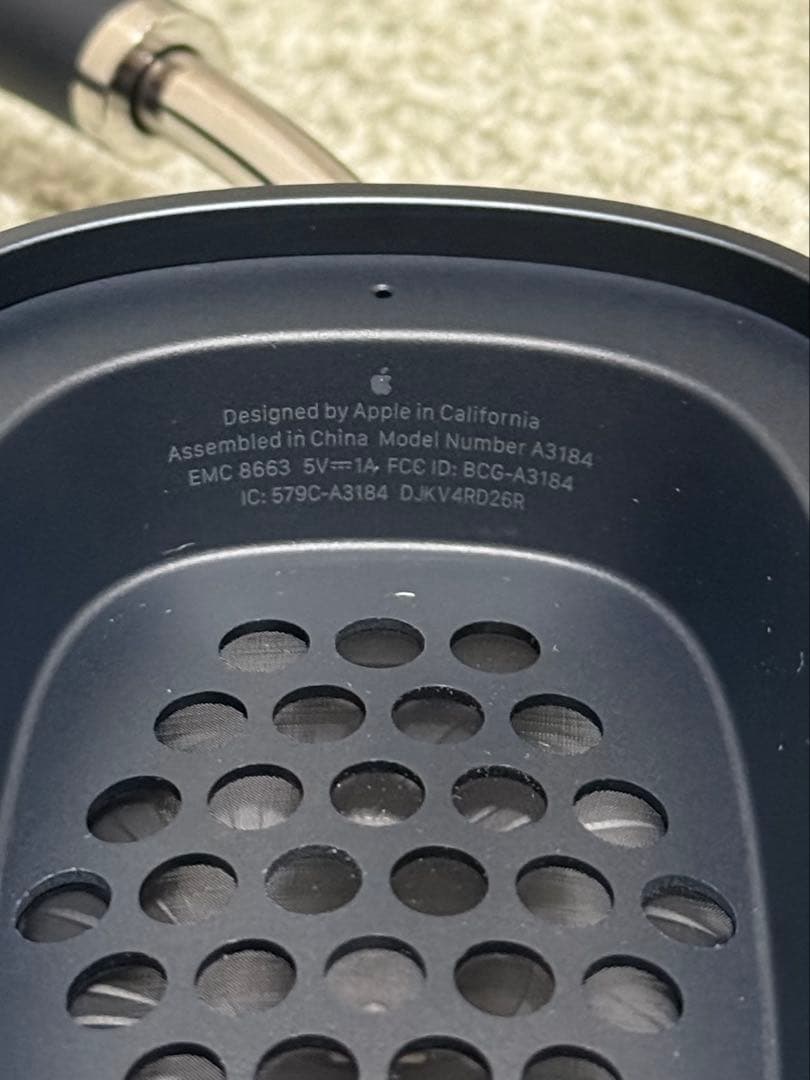 Designed by Apple in California
Assembled in China Model Number A3184
EMC 8663 5V⎓1A FCC ID: BCG-A3184
IC: 579C-A3184 DJKV4RD26R